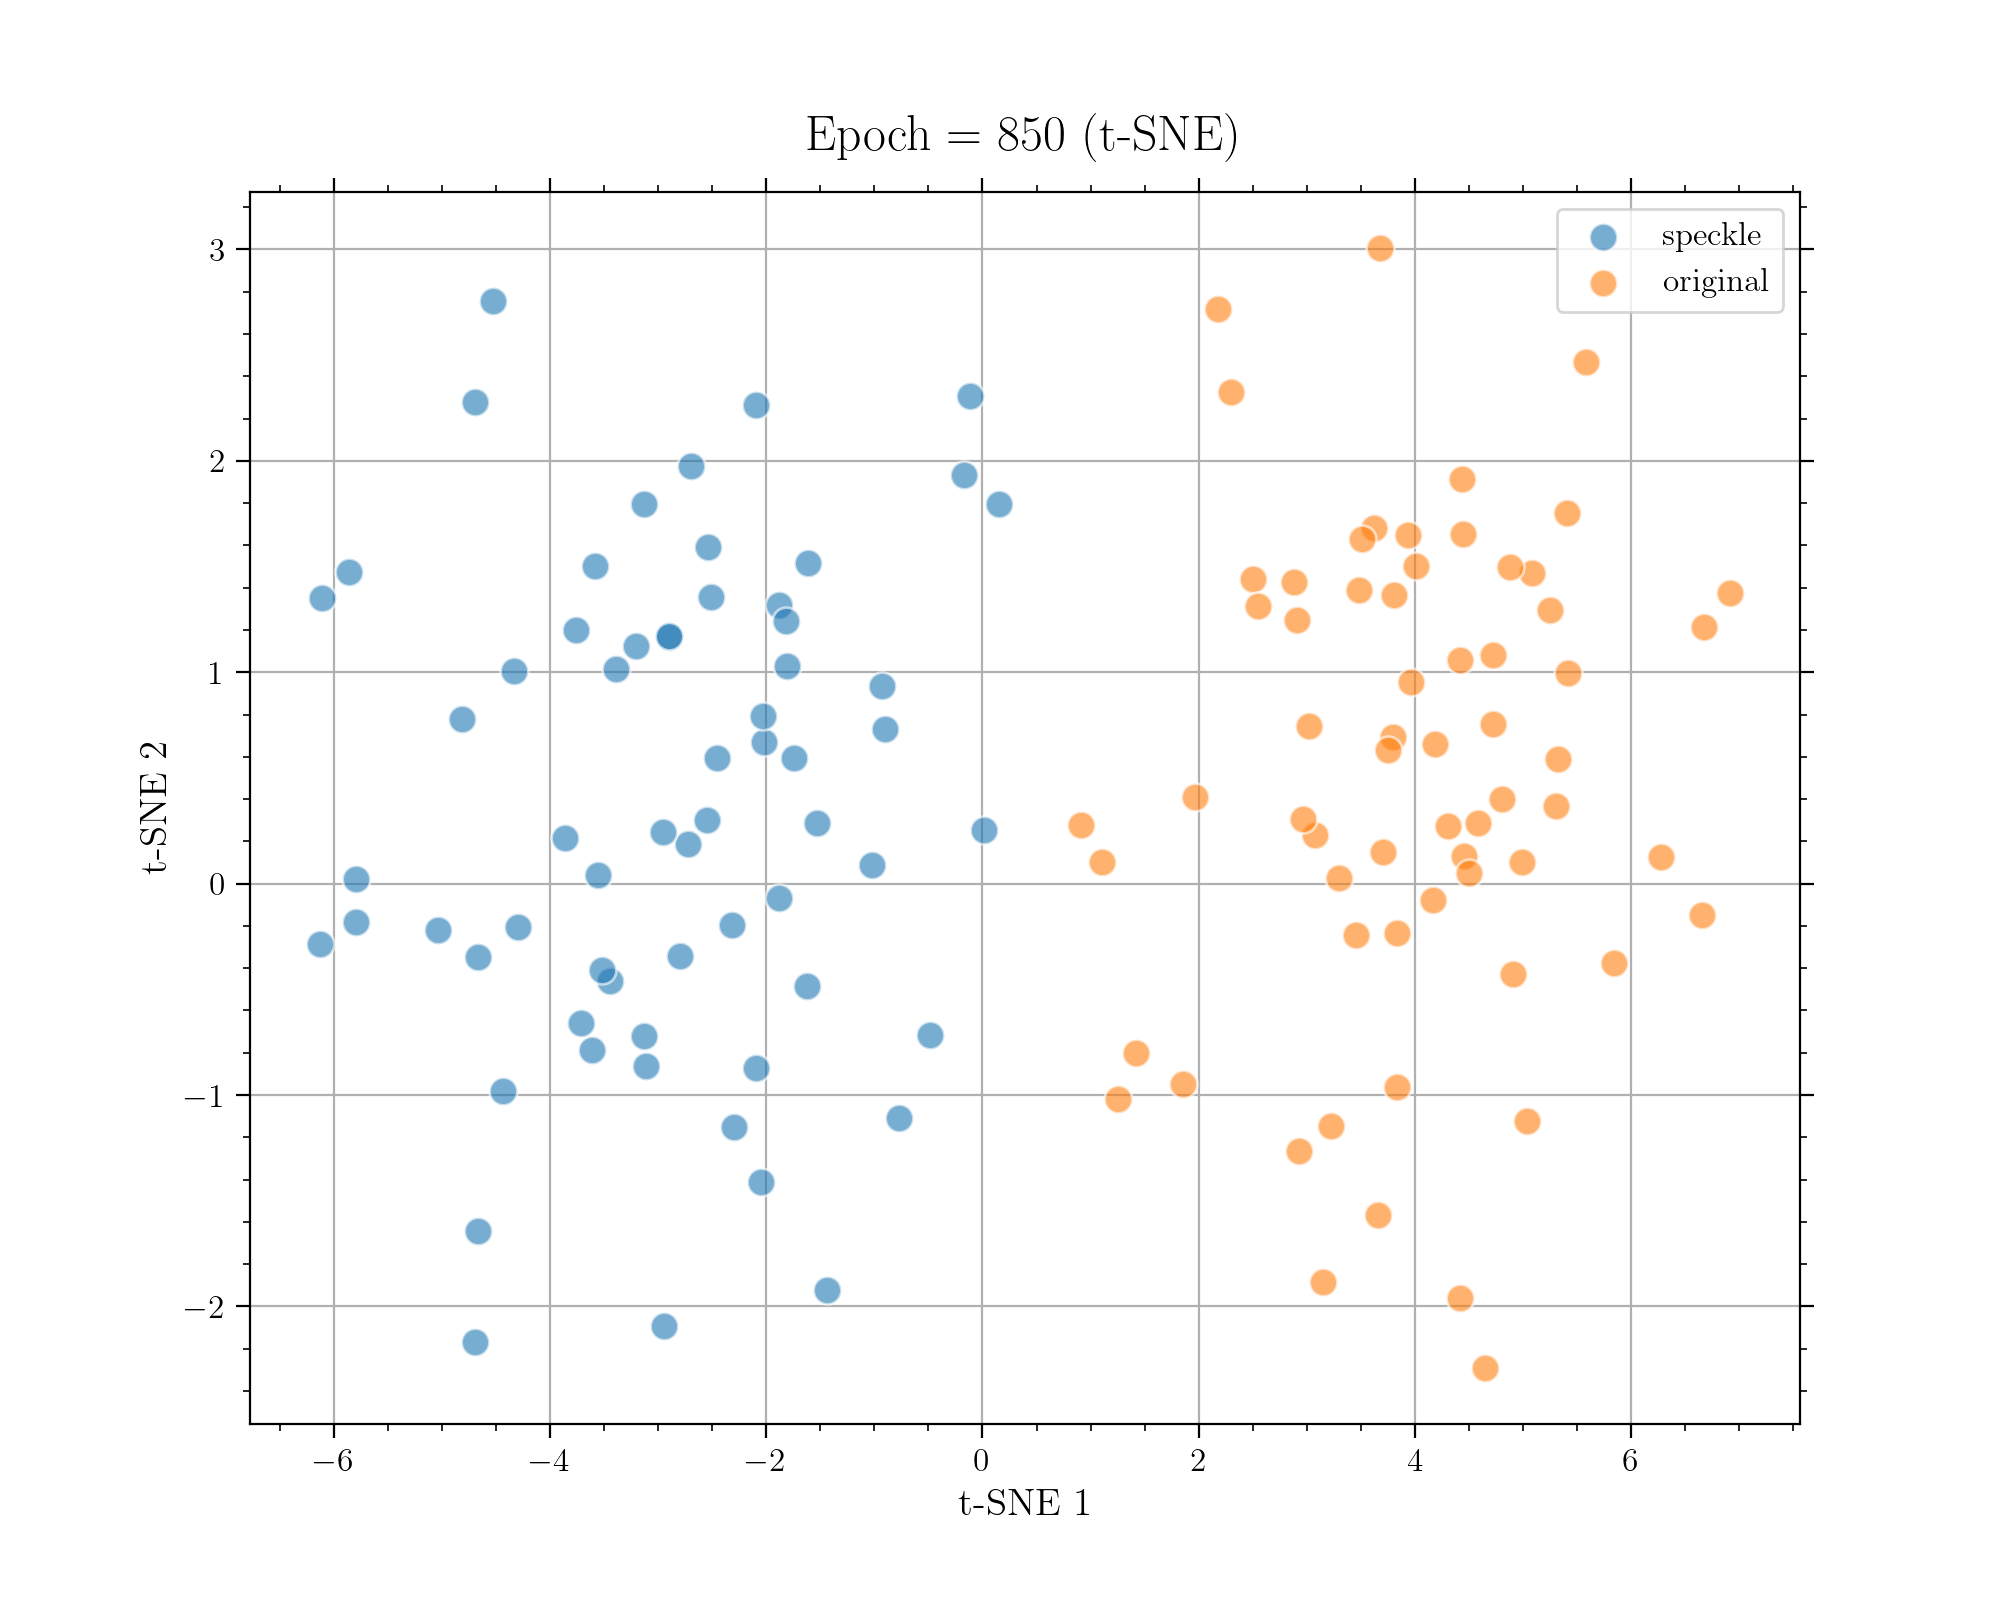 Epoch = 850 (t-SNE)
speckle
original
3
2
1
0
−1
−2
t-SNE 2
−6 −4 −2 0 2 4 6
t-SNE 1